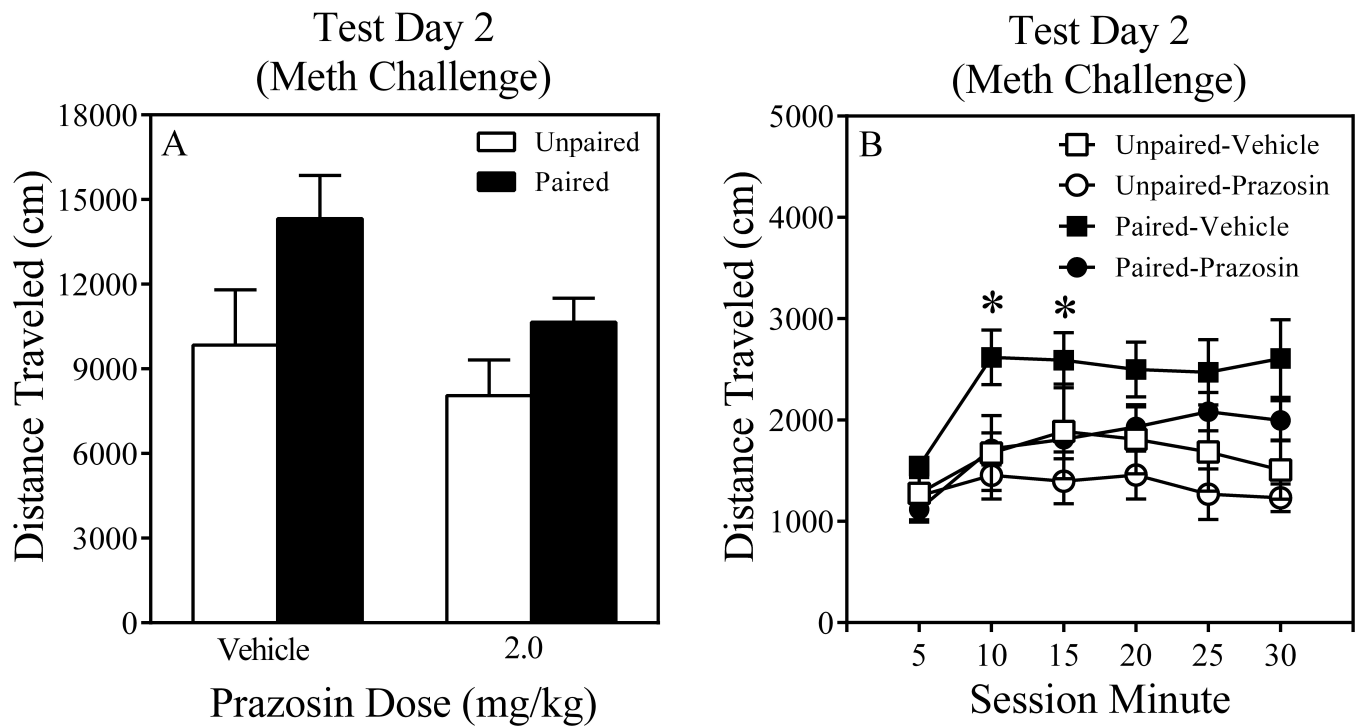 Test Day 2
(Meth Challenge)
18000
15000
12000
9000
6000
3000
0
Distance Traveled (cm)
A
Unpaired
Paired
Vehicle
2.0
Prazosin Dose (mg/kg)
Test Day 2
(Meth Challenge)
5000
4000
3000
2000
1000
0
Distance Traveled (cm)
B
Unpaired-Vehicle
Unpaired-Prazosin
Paired-Vehicle
Paired-Prazosin
* *
5 10 15 20 25 30
Session Minute